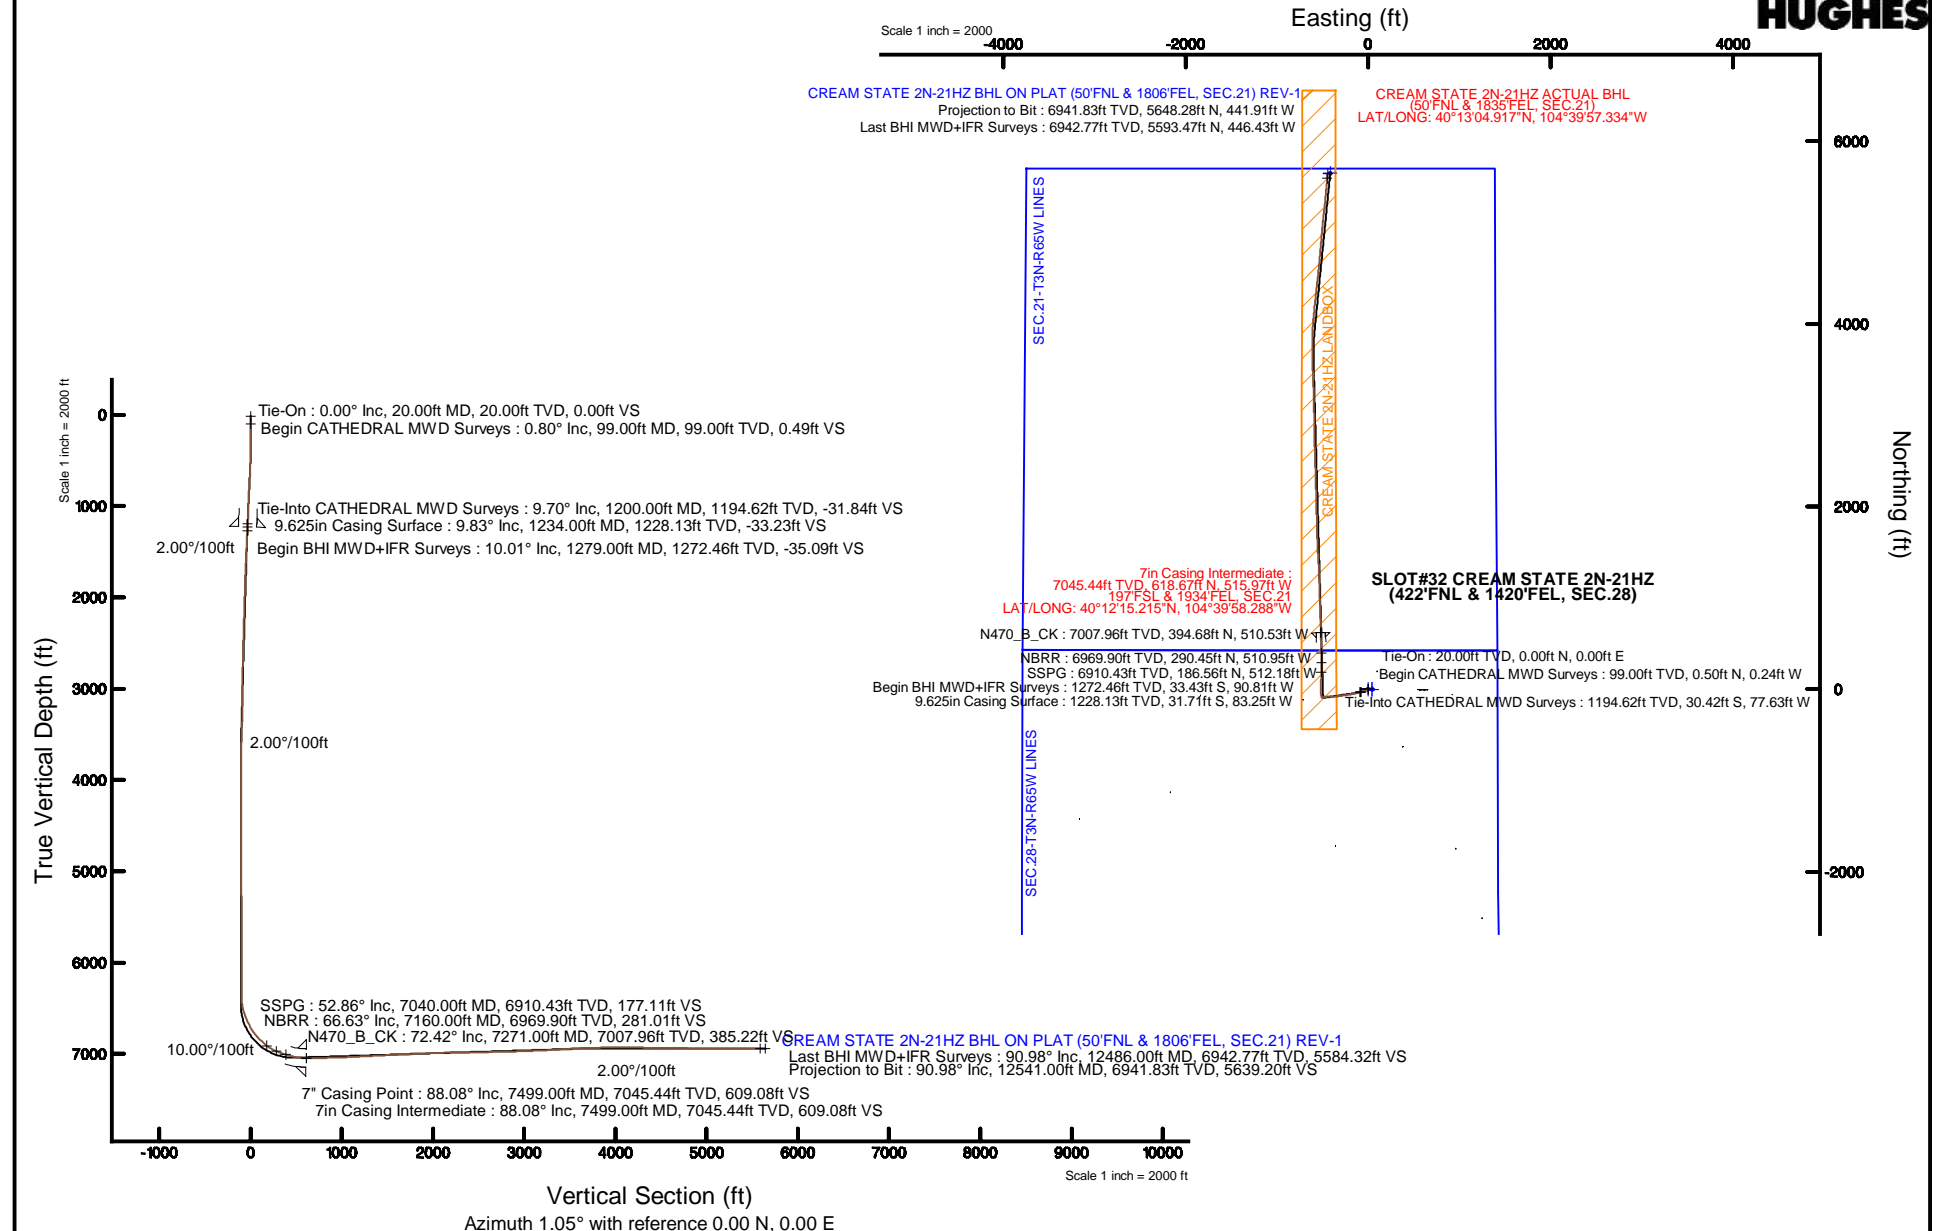 HUGHES
Easting (ft)
Scale 1 inch = 2000
-4000
-2000
0
2000
4000
CREAM STATE 2N-21HZ BHL ON PLAT (50'FNL & 1806'FEL, SEC.21) REV-1
Projection to Bit : 6941.83ft TVD, 5648.28ft N, 441.91ft W
Last BHI MWD+IFR Surveys : 6942.77ft TVD, 5593.47ft N, 446.43ft W
CREAM STATE 2N-21HZ ACTUAL BHL
(50'FNL & 1835'FEL, SEC.21)
LAT/LONG: 40°13'04.917"N, 104°39'57.334"W
6000
4000
2000
0
-2000
Northing (ft)
SEC.21-T3N-R65W LINES
CREAM STATE 2N-21HZ LANDBOX
SEC.28-T3N-R65W LINES
7in Casing Intermediate :
7045.44ft TVD, 618.67ft N, 515.97ft W
197'FSL & 1934'FEL, SEC.21
LAT/LONG: 40°12'15.215"N, 104°39'58.288"W
SLOT#32 CREAM STATE 2N-21HZ
(422'FNL & 1420'FEL, SEC.28)
N470_B_CK : 7007.96ft TVD, 394.68ft N, 510.53ft W
NBRR : 6969.90ft TVD, 290.45ft N, 510.95ft W
SSPG : 6910.43ft TVD, 186.56ft N, 512.18ft W
Begin BHI MWD+IFR Surveys : 1272.46ft TVD, 33.43ft S, 90.81ft W
9.625in Casing Surface : 1228.13ft TVD, 31.71ft S, 83.25ft W
Tie-On : 20.00ft TVD, 0.00ft N, 0.00ft E
Begin CATHEDRAL MWD Surveys : 99.00ft TVD, 0.50ft N, 0.24ft W
Tie-Into CATHEDRAL MWD Surveys : 1194.62ft TVD, 30.42ft S, 77.63ft W
Scale 1 inch = 2000 ft
True Vertical Depth (ft)
0
1000
2000
3000
4000
5000
6000
7000
Tie-On : 0.00° Inc, 20.00ft MD, 20.00ft TVD, 0.00ft VS
Begin CATHEDRAL MWD Surveys : 0.80° Inc, 99.00ft MD, 99.00ft TVD, 0.49ft VS
Tie-Into CATHEDRAL MWD Surveys : 9.70° Inc, 1200.00ft MD, 1194.62ft TVD, -31.84ft VS
9.625in Casing Surface : 9.83° Inc, 1234.00ft MD, 1228.13ft TVD, -33.23ft VS
2.00°/100ft
Begin BHI MWD+IFR Surveys : 10.01° Inc, 1279.00ft MD, 1272.46ft TVD, -35.09ft VS
2.00°/100ft
SSPG : 52.86° Inc, 7040.00ft MD, 6910.43ft TVD, 177.11ft VS
NBRR : 66.63° Inc, 7160.00ft MD, 6969.90ft TVD, 281.01ft VS
N470_B_CK : 72.42° Inc, 7271.00ft MD, 7007.96ft TVD, 385.22ft VS
10.00°/100ft
CREAM STATE 2N-21HZ BHL ON PLAT (50'FNL & 1806'FEL, SEC.21) REV-1
Last BHI MWD+IFR Surveys : 90.98° Inc, 12486.00ft MD, 6942.77ft TVD, 5584.32ft VS
2.00°/100ft
Projection to Bit : 90.98° Inc, 12541.00ft MD, 6941.83ft TVD, 5639.20ft VS
7" Casing Point : 88.08° Inc, 7499.00ft MD, 7045.44ft TVD, 609.08ft VS
7in Casing Intermediate : 88.08° Inc, 7499.00ft MD, 7045.44ft TVD, 609.08ft VS
-1000
0
1000
2000
3000
4000
5000
6000
7000
8000
9000
10000
Scale 1 inch = 2000 ft
Vertical Section (ft)
Azimuth 1.05° with reference 0.00 N, 0.00 E